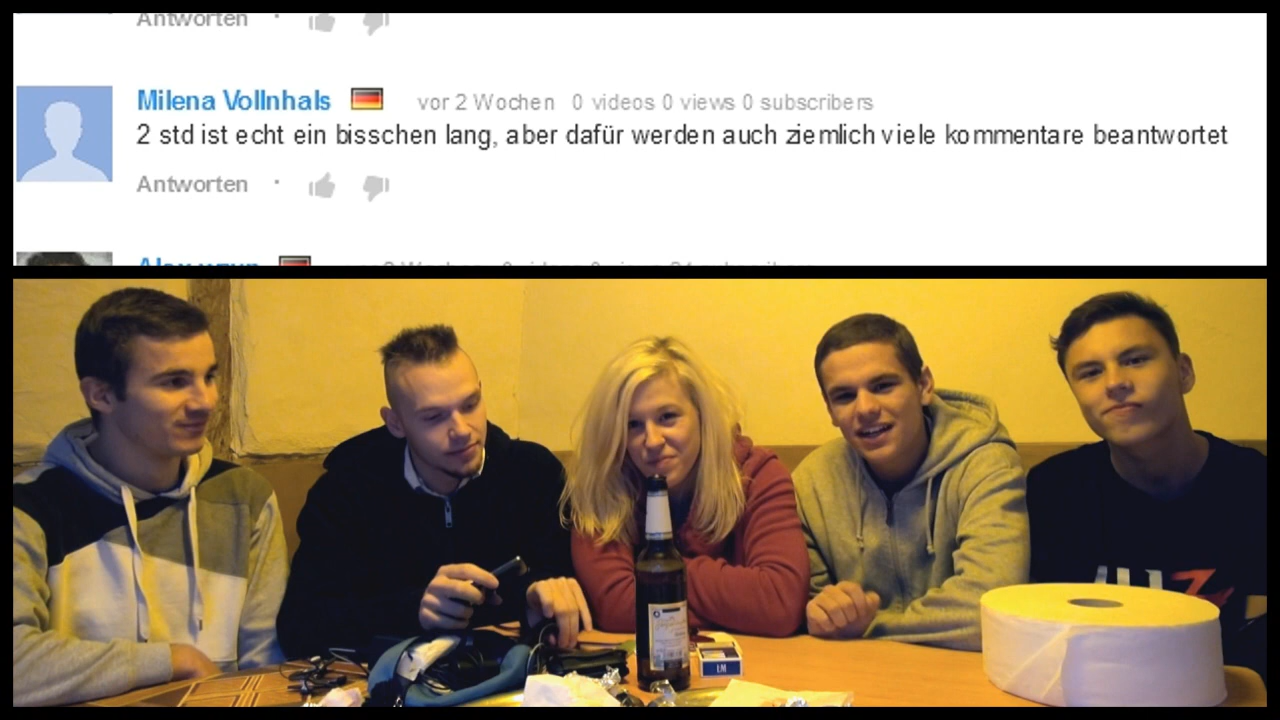 Antworten ·
Milena Vollnhals vor 2 Wochen 0 videos 0 views 0 subscribers
2 std ist echt ein bisschen lang, aber dafür werden auch ziemlich viele kommentare beantwortet
Antworten ·
LM